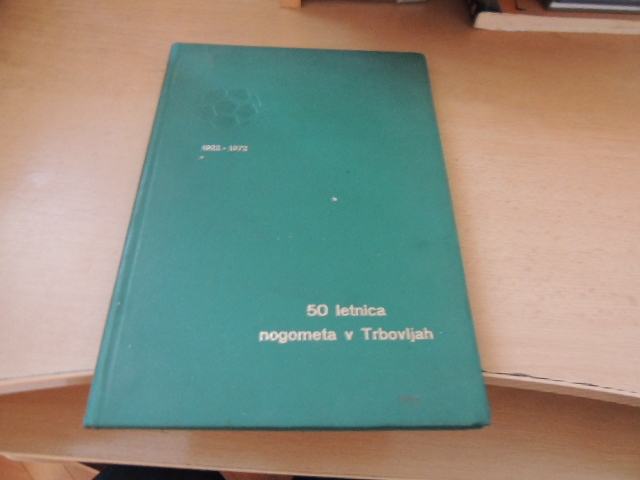 1922-1972
50 letnica
nogometa v Trbovljah